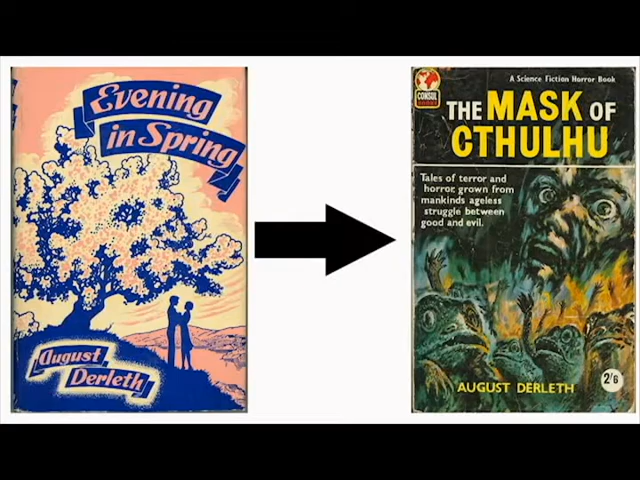 Evening
in Spring
August
Derleth
A Science Fiction Horror Book
CONSUL
BOOKS
THE MASK OF
CTHULHU
Tales of terror and
horror grown from
mankinds ageless
struggle between
good and evil.
AUGUST DERLETH
2/6